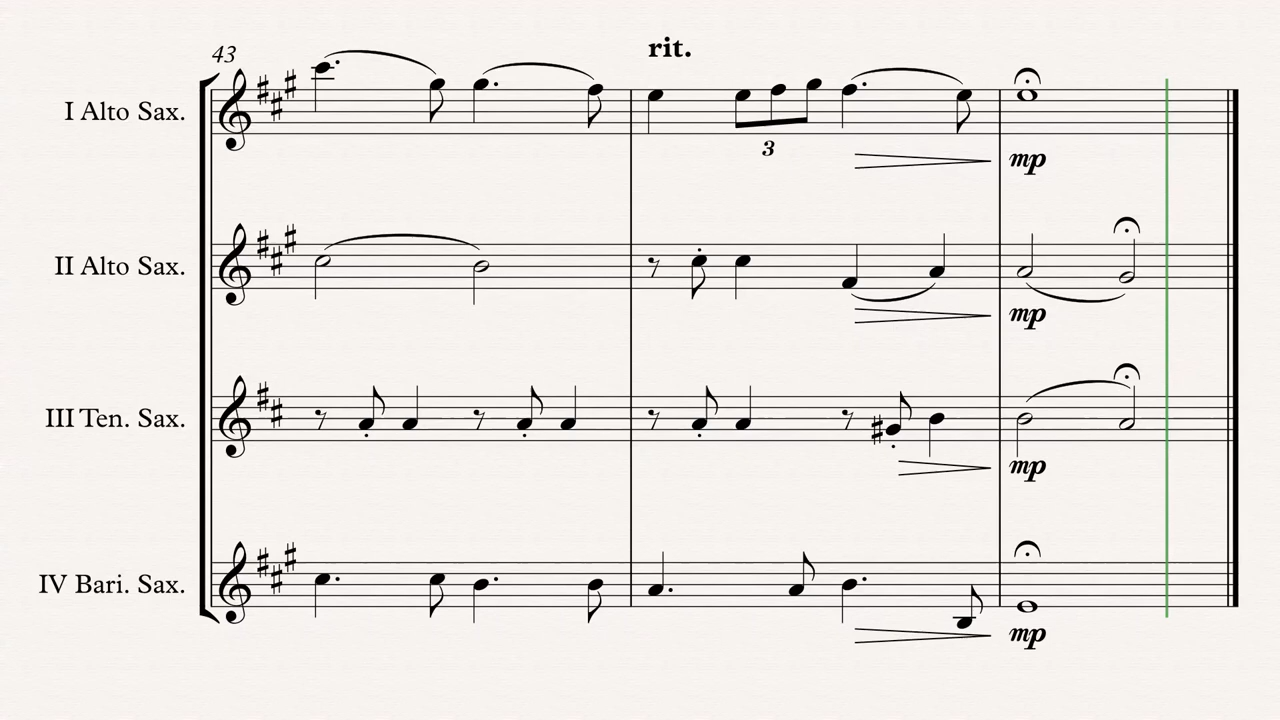 43
rit.
I Alto Sax.
3
mp
II Alto Sax.
mp
III Ten. Sax.
mp
IV Bari. Sax.
mp